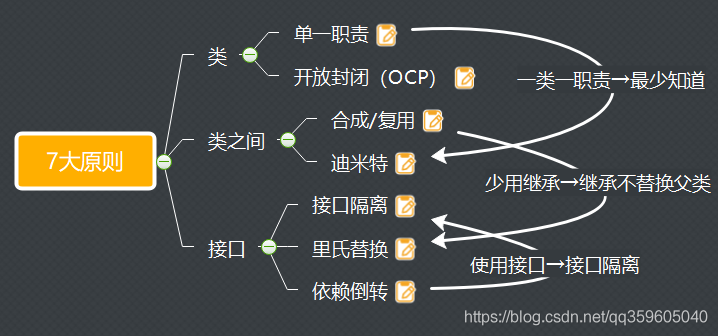 7大原则
类
单一职责
开放封闭（OCP）
类之间
合成/复用
迪米特
接口
接口隔离
里氏替换
依赖倒转
一类一职责→最少知道
少用继承→继承不替换父类
使用接口→接口隔离
https://blog.csdn.net/qq359605040